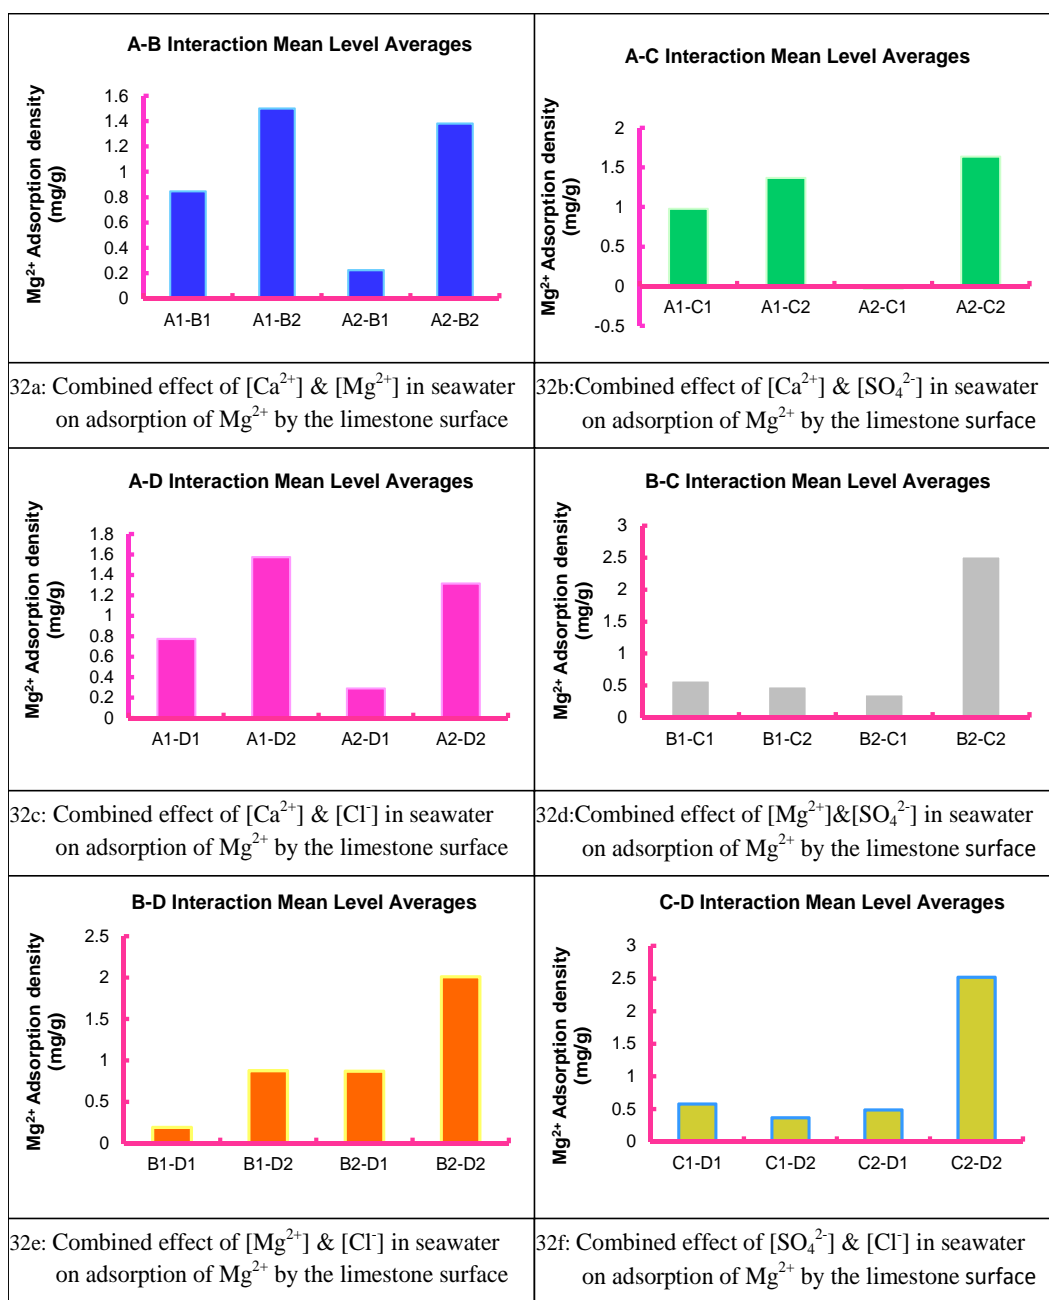 A-B Interaction Mean Level Averages
Mg²⁺ Adsorption density
(mg/g)
1.6
1.4
1.2
1
0.8
0.6
0.4
0.2
0
A1-B1 A1-B2 A2-B1 A2-B2
A-C Interaction Mean Level Averages
Mg²⁺ Adsorption density
(mg/g)
2
1.5
1
0.5
0
-0.5
A1-C1 A1-C2 A2-C1 A2-C2
32a: Combined effect of [Ca²⁺] & [Mg²⁺] in seawater
on adsorption of Mg²⁺ by the limestone surface
32b:Combined effect of [Ca²⁺] & [SO₄²⁻] in seawater
on adsorption of Mg²⁺ by the limestone surface
A-D Interaction Mean Level Averages
Mg²⁺ Adsorption density
(mg/g)
1.8
1.6
1.4
1.2
1
0.8
0.6
0.4
0.2
0
A1-D1 A1-D2 A2-D1 A2-D2
B-C Interaction Mean Level Averages
Mg²⁺ Adsorption density
(mg/g)
3
2.5
2
1.5
1
0.5
0
B1-C1 B1-C2 B2-C1 B2-C2
32c: Combined effect of [Ca²⁺] & [Cl⁻] in seawater
on adsorption of Mg²⁺ by the limestone surface
32d:Combined effect of [Mg²⁺]&[SO₄²⁻] in seawater
on adsorption of Mg²⁺ by the limestone surface
B-D Interaction Mean Level Averages
Mg²⁺ Adsorption density
(mg/g)
2.5
2
1.5
1
0.5
0
B1-D1 B1-D2 B2-D1 B2-D2
C-D Interaction Mean Level Averages
Mg²⁺ Adsorption density
(mg/g)
3
2.5
2
1.5
1
0.5
0
C1-D1 C1-D2 C2-D1 C2-D2
32e: Combined effect of [Mg²⁺] & [Cl⁻] in seawater
on adsorption of Mg²⁺ by the limestone surface
32f: Combined effect of [SO₄²⁻] & [Cl⁻] in seawater
on adsorption of Mg²⁺ by the limestone surface